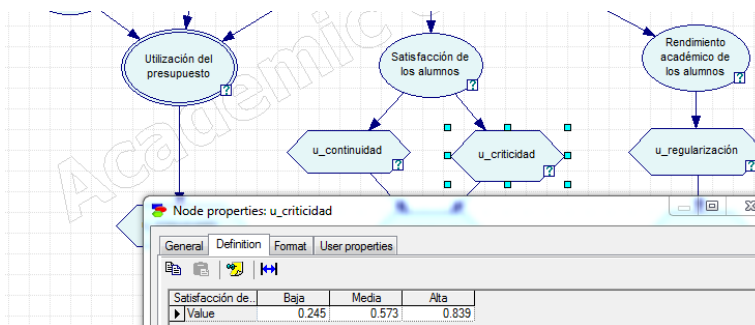 Academic
Utilización del
presupuesto
?
Satisfacción de
los alumnos
?
Rendimiento
académico de
los alumnos
?
u_continuidad
?
u_criticidad
?
u_regularización
?
Node properties: u_criticidad
General Definition Format User properties
Satisfacción de... Baja Media Alta
Value 0.245 0.573 0.839